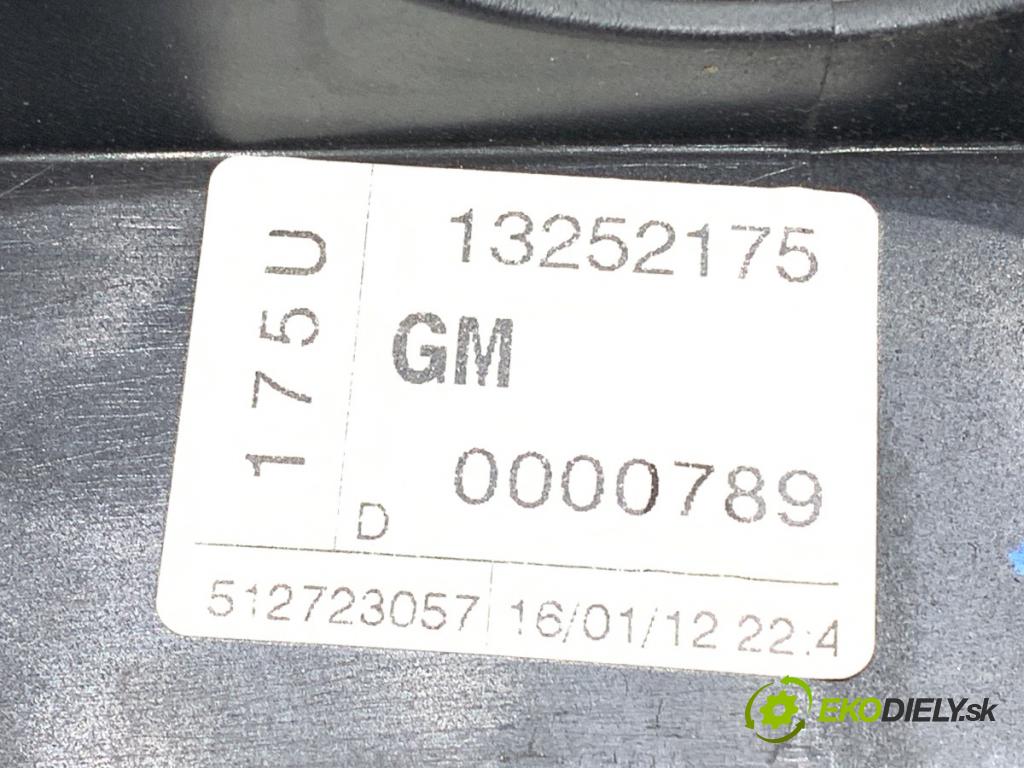 13252175
175U
GM
D 0000789
512723057 16/01/12 22:4
EKODIELY.sk